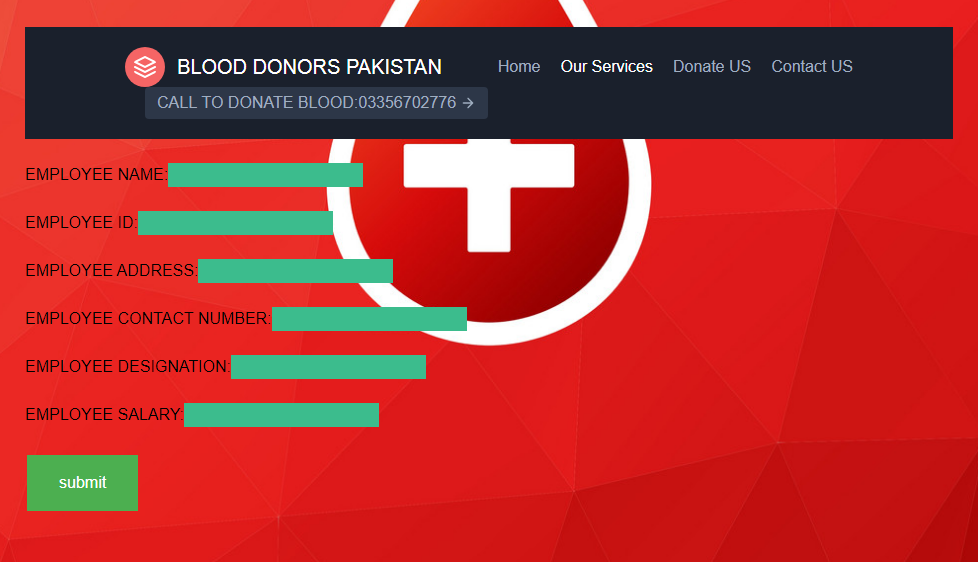 BLOOD DONORS PAKISTAN
Home Our Services Donate US Contact US
CALL TO DONATE BLOOD:03356702776 →
EMPLOYEE NAME:
EMPLOYEE ID:
EMPLOYEE ADDRESS:
EMPLOYEE CONTACT NUMBER:
EMPLOYEE DESIGNATION:
EMPLOYEE SALARY:
submit